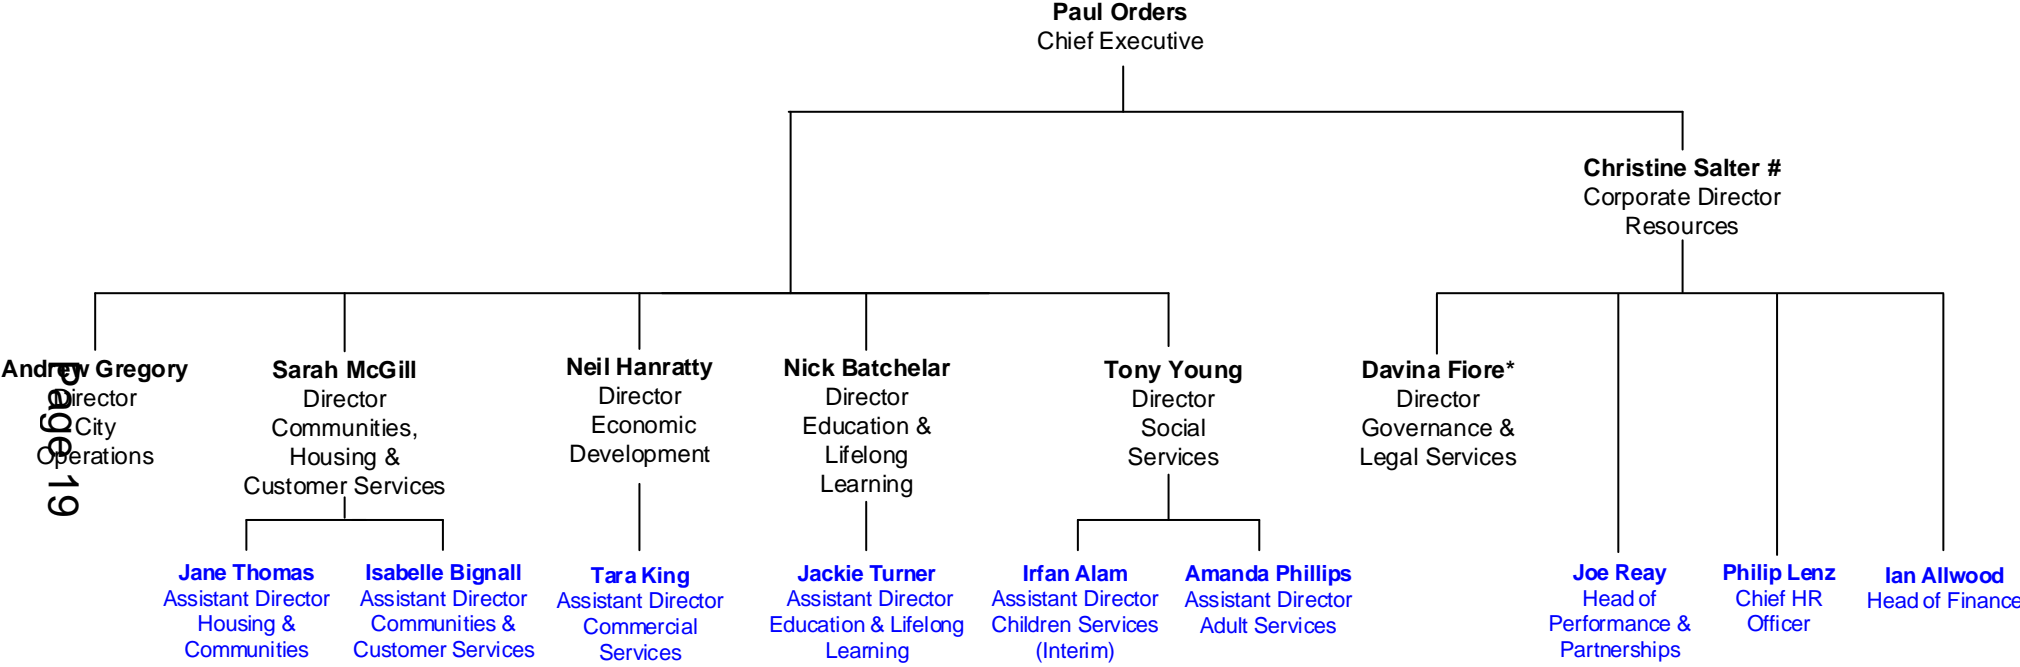 Paul Orders
Chief Executive
Christine Salter #
Corporate Director
Resources
Andrew Gregory
Director
City
Operations
Sarah McGill
Director
Communities,
Housing &
Customer Services
Neil Hanratty
Director
Economic
Development
Nick Batchelar
Director
Education &
Lifelong
Learning
Tony Young
Director
Social
Services
Davina Fiore*
Director
Governance &
Legal Services
Page 19
Jane Thomas
Assistant Director
Housing &
Communities
Isabelle Bignall
Assistant Director
Communities &
Customer Services
Tara King
Assistant Director
Commercial
Services
Jackie Turner
Assistant Director
Education & Lifelong
Learning
Irfan Alam
Assistant Director
Children Services
(Interim)
Amanda Phillips
Assistant Director
Adult Services
Joe Reay
Head of
Performance &
Partnerships
Philip Lenz
Chief HR
Officer
Ian Allwood
Head of Finance